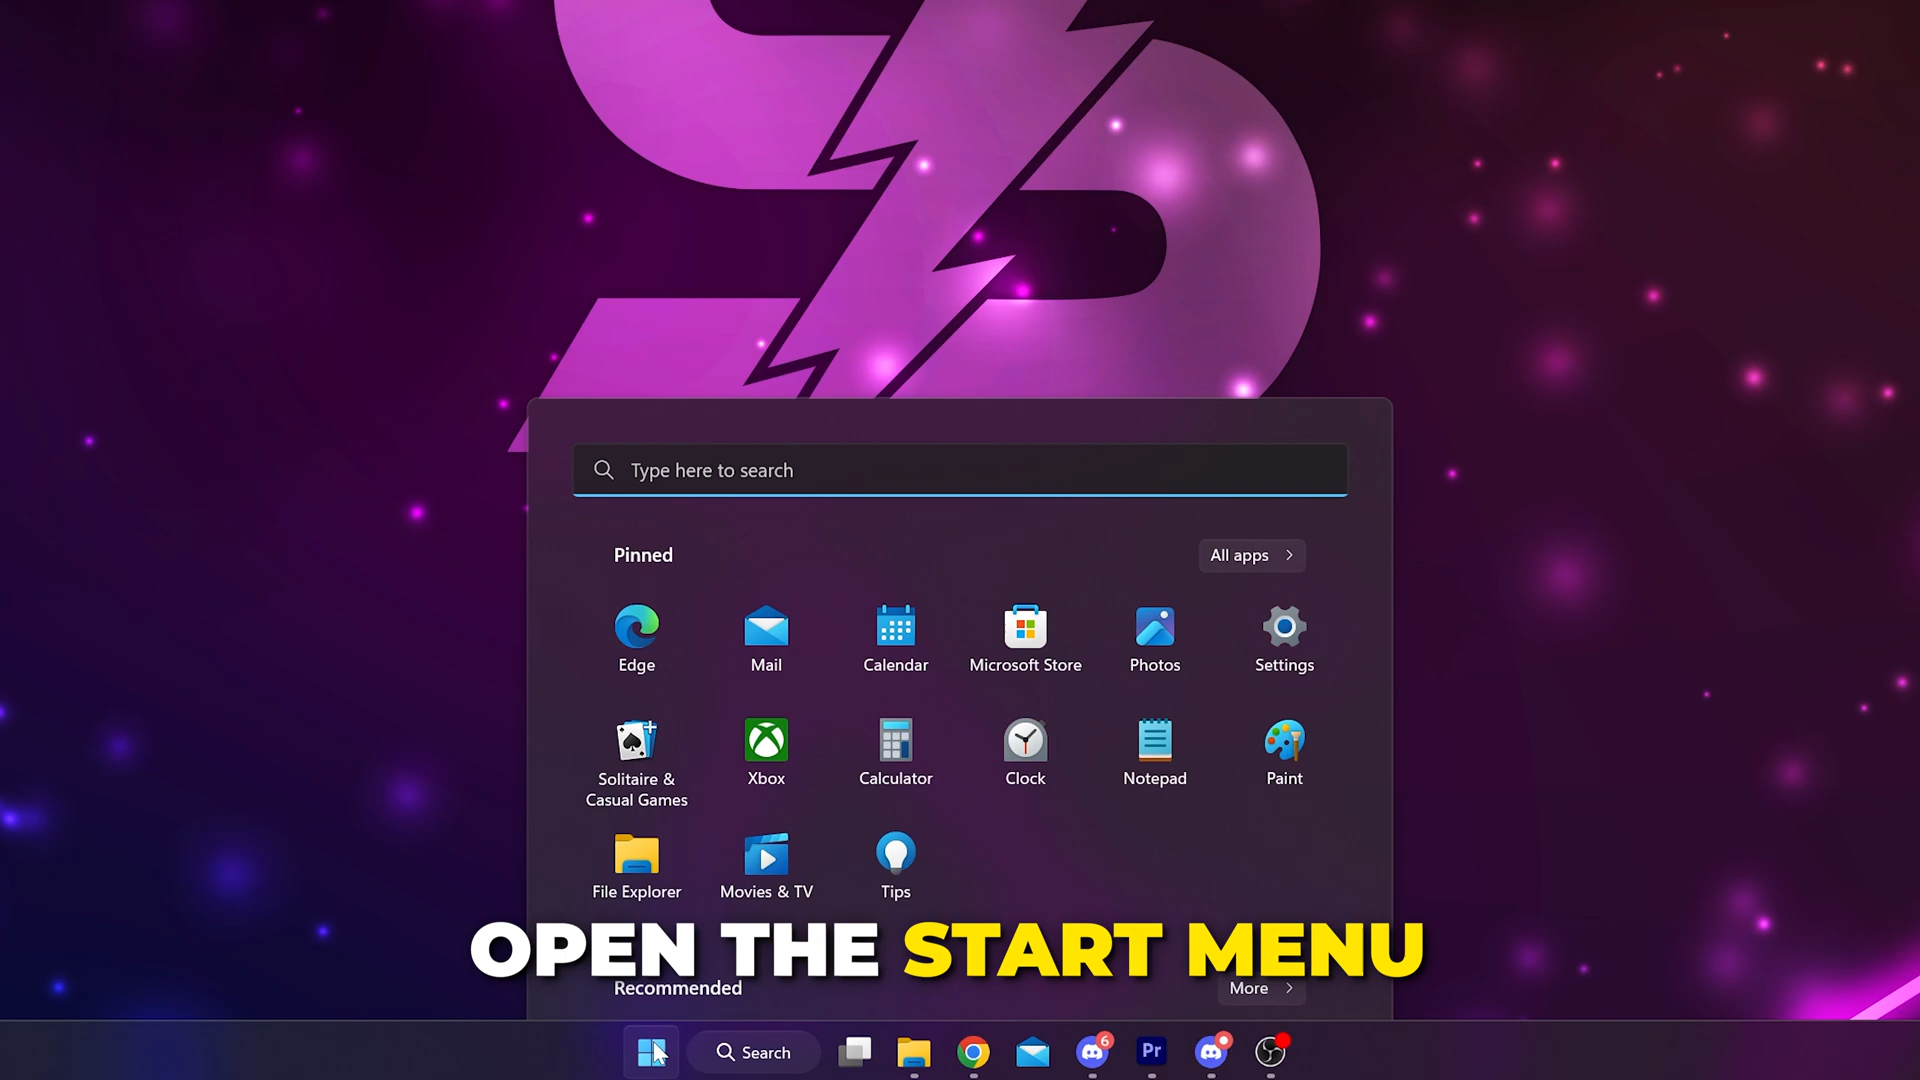 Type here to search
Pinned
All apps
Edge
Mail
Calendar
Microsoft Store
Photos
Settings
Solitaire &
Casual Games
Xbox
Calculator
Clock
Notepad
Paint
File Explorer
Movies & TV
Tips
OPEN THE START MENU
Recommended
More
Search
6
Pr